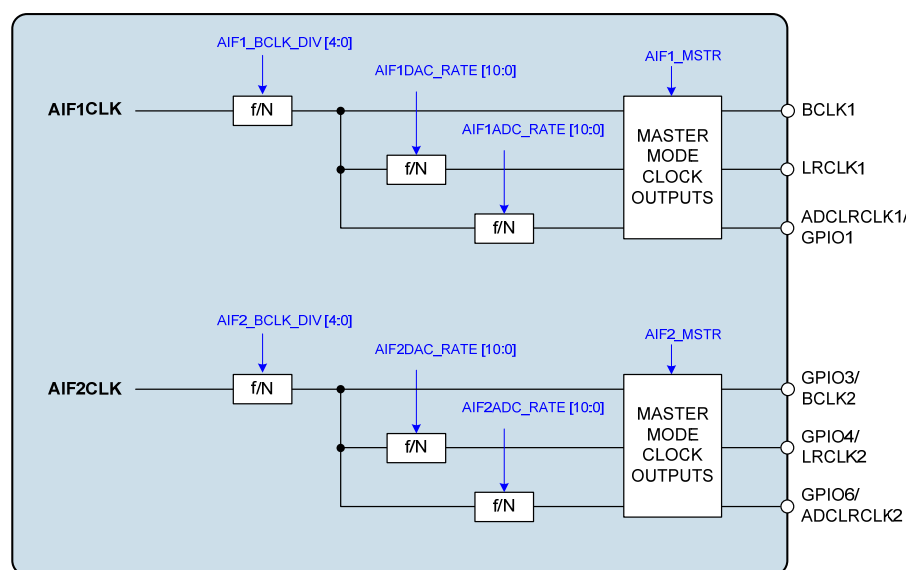 AIF1_BCLK_DIV [4:0]
AIF1DAC_RATE [10:0]
AIF1_MSTR
AIF1CLK
f/N
BCLK1
AIF1ADC_RATE [10:0]
MASTER
MODE
CLOCK
OUTPUTS
f/N
LRCLK1
f/N
ADCLRCLK1/
GPIO1
AIF2_BCLK_DIV [4:0]
AIF2DAC_RATE [10:0]
AIF2_MSTR
AIF2CLK
f/N
GPIO3/
BCLK2
AIF2ADC_RATE [10:0]
MASTER
MODE
CLOCK
OUTPUTS
f/N
GPIO4/
LRCLK2
f/N
GPIO6/
ADCLRCLK2